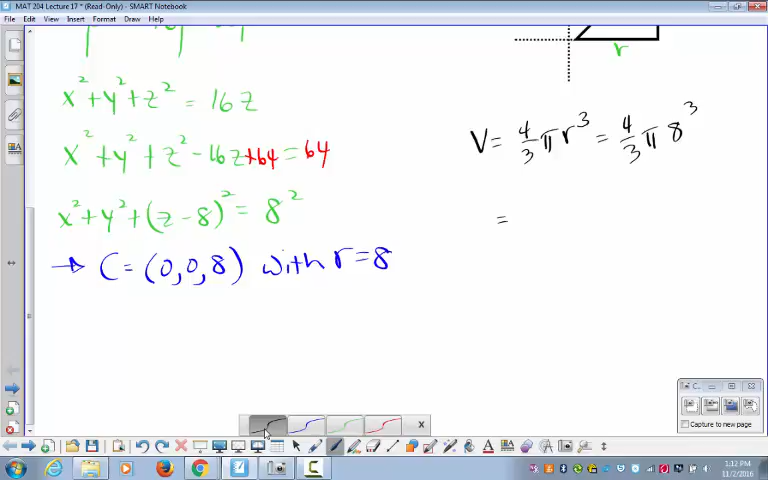 MAT 204 Lecture 17 * (Read-Only) - SMART Notebook
File Edit View Insert Format Draw Help
r
x² + y² + z² = 16z
x² + y² + z² - 16z + 64 = 64
x² + y² + (z - 8)² = 8²
→ C = (0, 0, 8) with r = 8
V = 4/3 π r³ = 4/3 π 8³
=
C...
Capture to new page
1:12 PM
11/2/2016